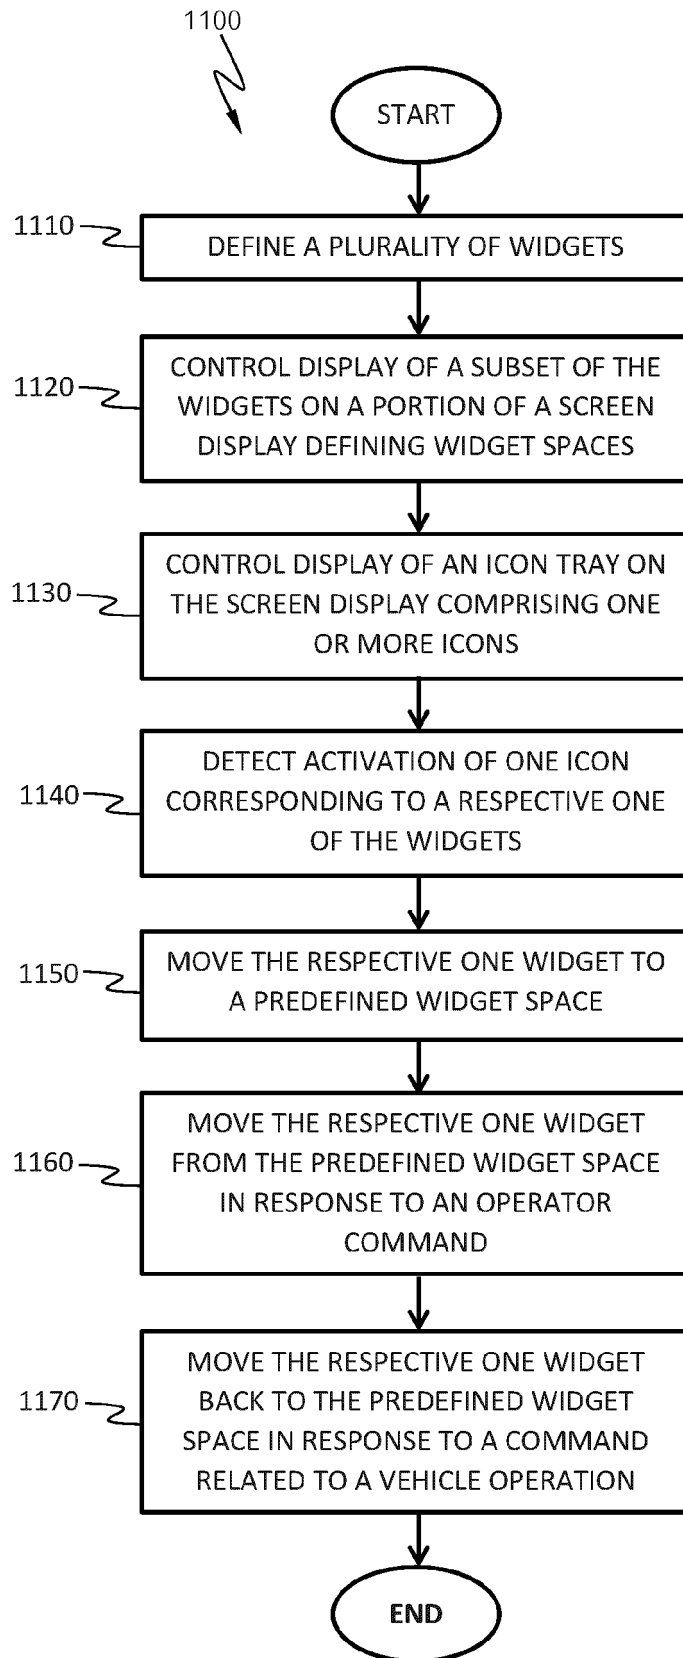 1100
START
1110
DEFINE A PLURALITY OF WIDGETS
1120
CONTROL DISPLAY OF A SUBSET OF THE
WIDGETS ON A PORTION OF A SCREEN
DISPLAY DEFINING WIDGET SPACES
1130
CONTROL DISPLAY OF AN ICON TRAY ON
THE SCREEN DISPLAY COMPRISING ONE
OR MORE ICONS
1140
DETECT ACTIVATION OF ONE ICON
CORRESPONDING TO A RESPECTIVE ONE
OF THE WIDGETS
1150
MOVE THE RESPECTIVE ONE WIDGET TO
A PREDEFINED WIDGET SPACE
1160
MOVE THE RESPECTIVE ONE WIDGET
FROM THE PREDEFINED WIDGET SPACE
IN RESPONSE TO AN OPERATOR
COMMAND
1170
MOVE THE RESPECTIVE ONE WIDGET
BACK TO THE PREDEFINED WIDGET
SPACE IN RESPONSE TO A COMMAND
RELATED TO A VEHICLE OPERATION
END